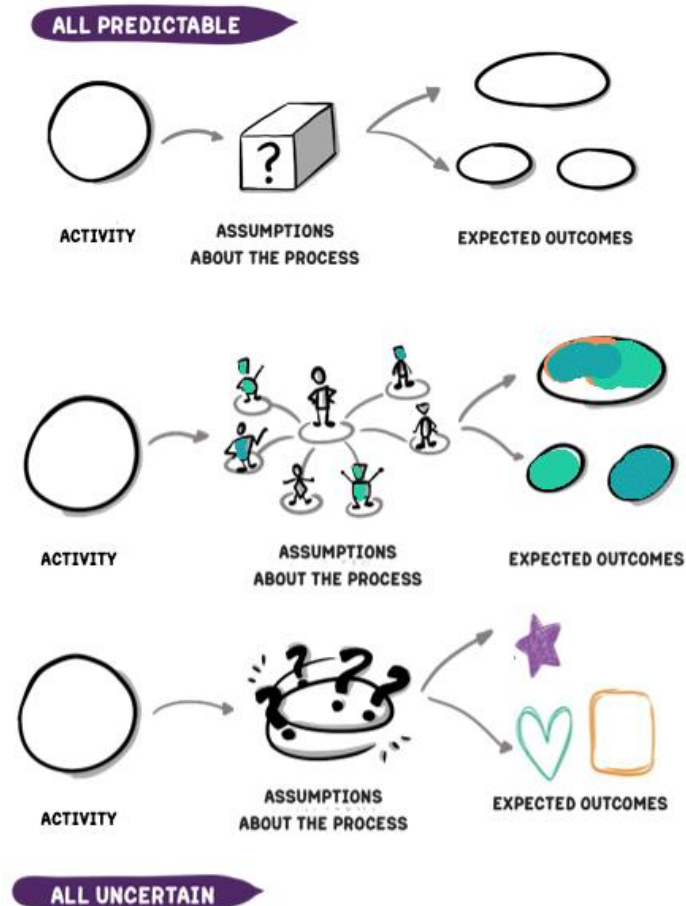 ALL PREDICTABLE
?
ACTIVITY
ASSUMPTIONS
ABOUT THE PROCESS
EXPECTED OUTCOMES
ACTIVITY
ASSUMPTIONS
ABOUT THE PROCESS
EXPECTED OUTCOMES
? ? ? ?
ACTIVITY
ASSUMPTIONS
ABOUT THE PROCESS
EXPECTED OUTCOMES
ALL UNCERTAIN